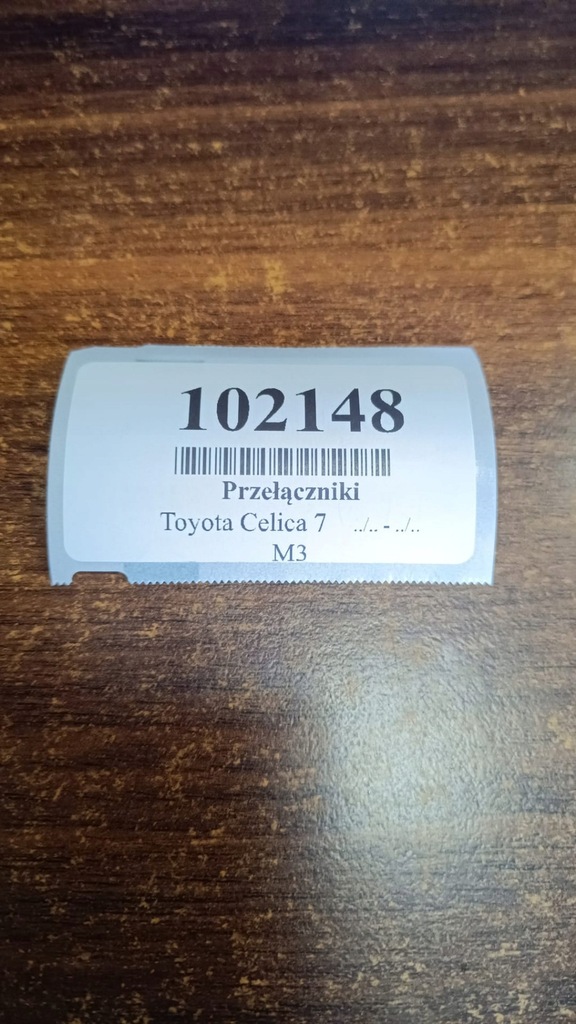 102148
Przełączniki
Toyota Celica 7 ../.. - ../..
M3